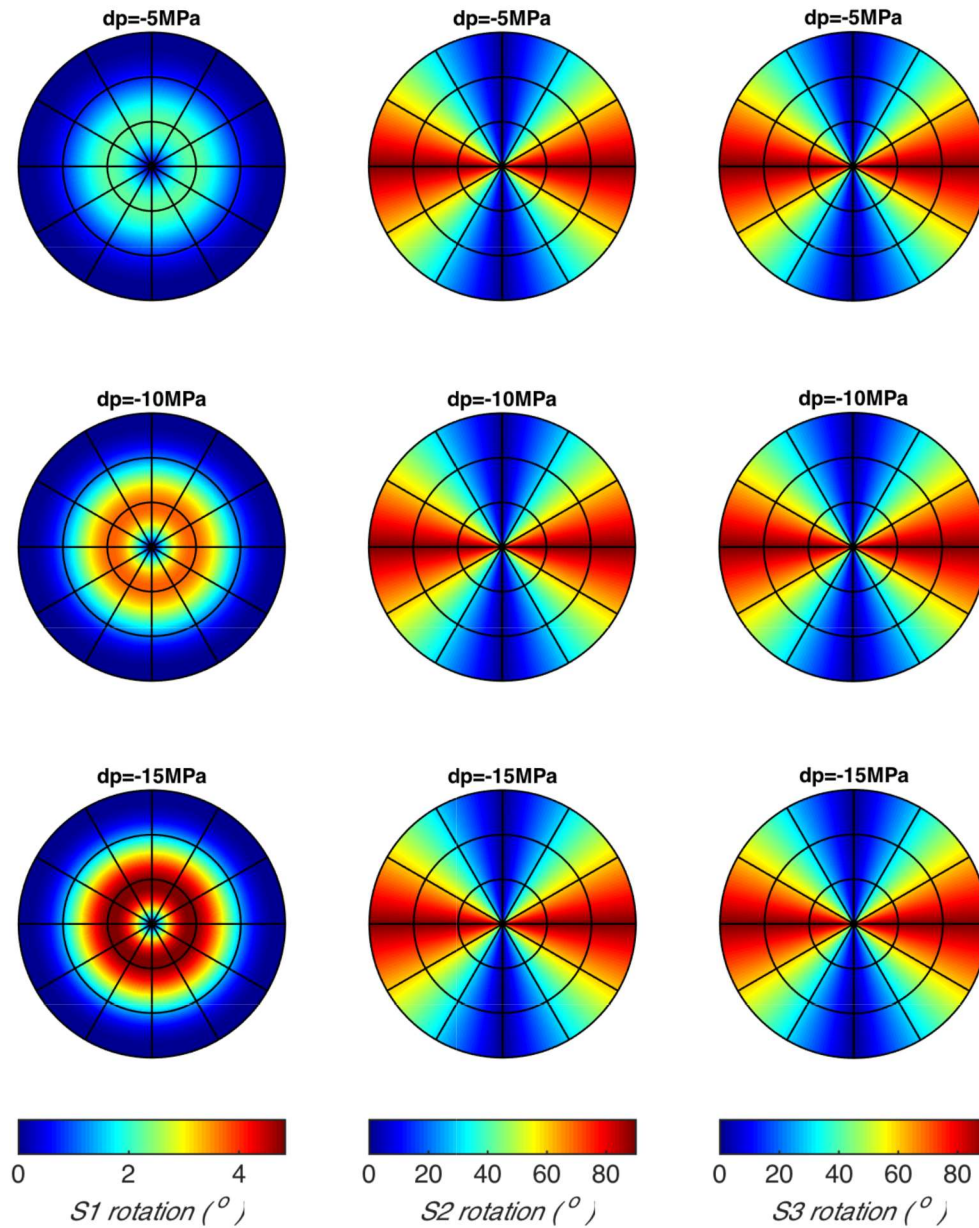 dp=-5MPa dp=-5MPa dp=-5MPa
dp=-10MPa dp=-10MPa dp=-10MPa
dp=-15MPa dp=-15MPa dp=-15MPa
0 2 4 0 20 40 60 80 0 20 40 60 80
S1 rotation (°) S2 rotation (°) S3 rotation (°)